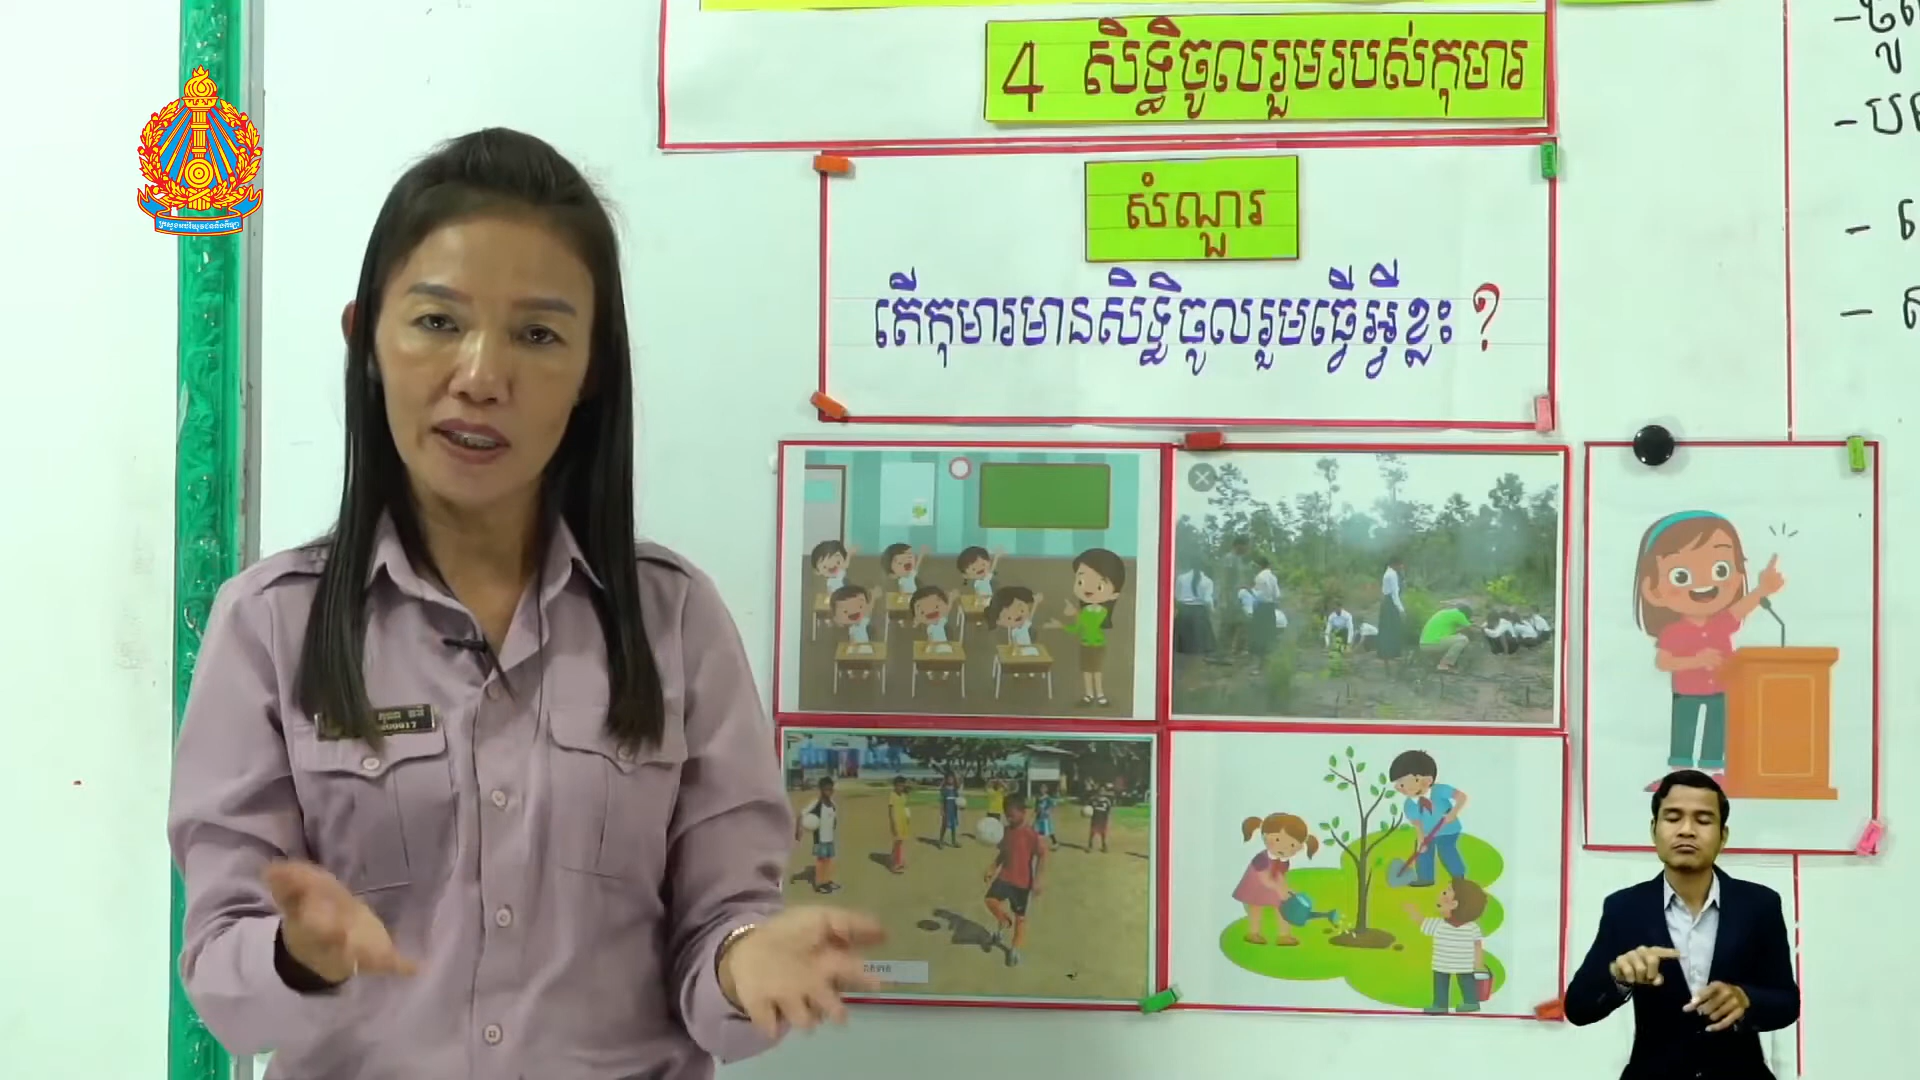 4 សិទ្ធិចូលរួមរបស់កុមារ
សំណួរ
តើកុមារមានសិទ្ធិចូលរួមធ្វើអ្វីខ្លះ ?